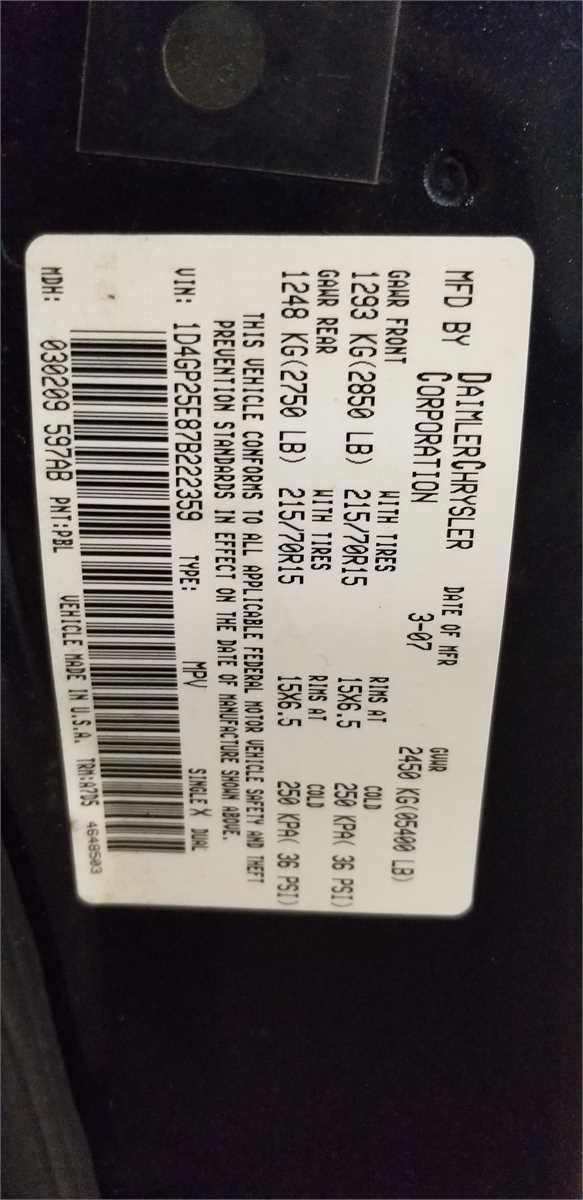 MFD BY DAIMLERCHRYSLER CORPORATION DATE OF MFR 3-07 GVWR 2450 KG(05400 LB)
GAWR FRONT WITH TIRES RIMS AT COLD
1293 KG(2850 LB) 215/70R15 15X6.5 250 KPA( 36 PSI)
GAWR REAR WITH TIRES RIMS AT COLD
1248 KG(2750 LB) 215/70R15 15X6.5 250 KPA( 36 PSI)
THIS VEHICLE CONFORMS TO ALL APPLICABLE FEDERAL MOTOR VEHICLE SAFETY AND THEFT
PREVENTION STANDARDS IN EFFECT ON THE DATE OF MANUFACTURE SHOWN ABOVE.
VIN: 1D4GP25E87B222359 TYPE: MPV SINGLE X DUAL
MDH: 030209 597AB PNT:PBL VEHICLE MADE IN U.S.A. TRM:A7D5 4648503